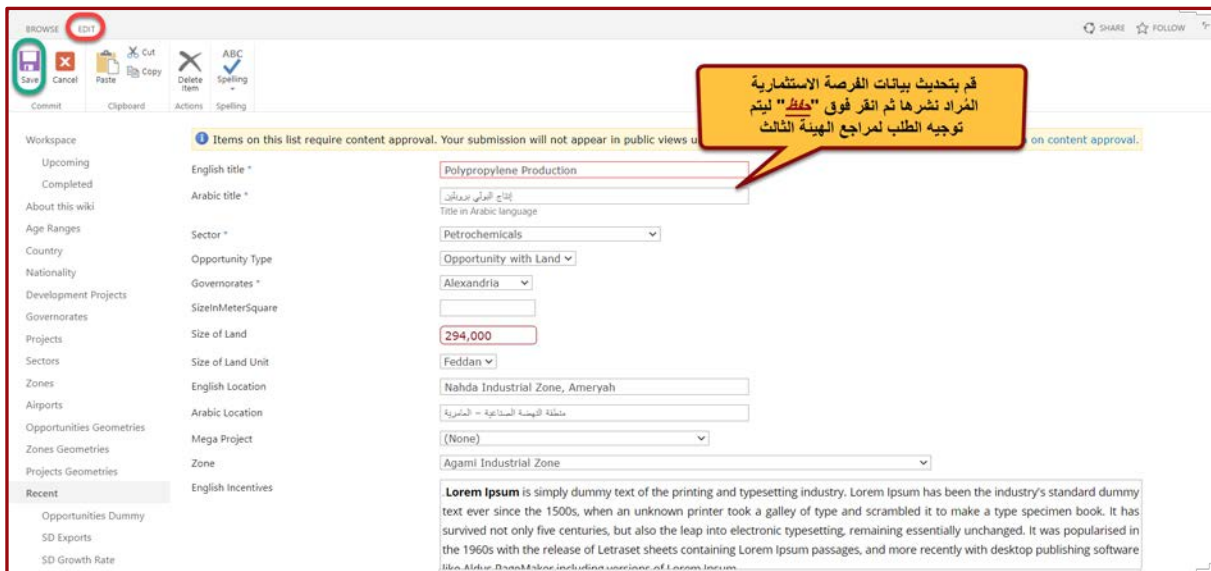 BROWSE EDIT SHARE FOLLOW
Save Cancel Paste Cut Copy Delete Item ABC Spelling
Commit Clipboard Actions Spelling
قم بتحديث بيانات الفرصة الاستثمارية
المُراد نشرها ثم انقر فوق "حفظ" ليتم
توجيه الطلب لمراجع الهيئة الثالث
Items on this list require content approval. Your submission will not appear in public views u
on content approval.
Workspace
Upcoming
Completed
About this wiki
Age Ranges
Country
Nationality
Development Projects
Governorates
Projects
Sectors
Zones
Airports
Opportunities Geometries
Zones Geometries
Projects Geometries
Recent
Opportunities Dummy
SD Exports
SD Growth Rate
English title * Polypropylene Production
Arabic title * إنتاج البولي بروبلين
Title in Arabic language
Sector * Petrochemicals
Opportunity Type Opportunity with Land
Governorates * Alexandria
SizeInMeterSquare
Size of Land 294,000
Size of Land Unit Feddan
English Location Nahda Industrial Zone, Ameryah
Arabic Location منطقة النهضة الصناعية – العامرية
Mega Project (None)
Zone Agami Industrial Zone
English Incentives
.Lorem Ipsum is simply dummy text of the printing and typesetting industry. Lorem Ipsum has been the industry's standard dummy
text ever since the 1500s, when an unknown printer took a galley of type and scrambled it to make a type specimen book. It has
survived not only five centuries, but also the leap into electronic typesetting, remaining essentially unchanged. It was popularised in
the 1960s with the release of Letraset sheets containing Lorem Ipsum passages, and more recently with desktop publishing software
like Aldus PageMaker including versions of Lorem Ipsum